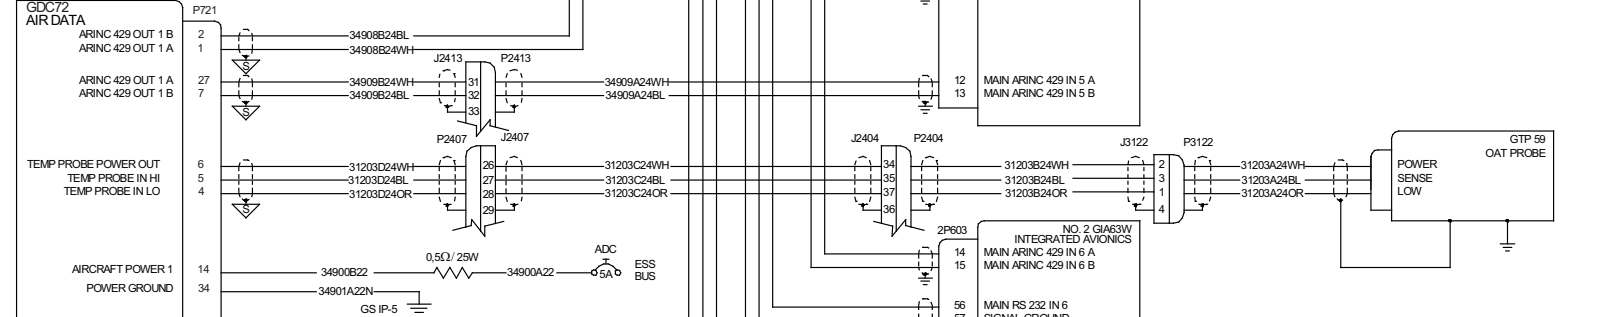 GDC72
AIR DATA
P721
ARINC 429 OUT 1 B 2 34908B24BL
ARINC 429 OUT 1 A 1 34908B24WH
J2413 P2413
ARINC 429 OUT 1 A 27 34909B24WH 31 34909A24WH 12 MAIN ARINC 429 IN 5 A
ARINC 429 OUT 1 B 7 34909B24BL 32 34909A24BL 13 MAIN ARINC 429 IN 5 B
S
S
33
P2407 J2407 J2404 P2404 J3122 P3122 GTP 59
OAT PROBE
TEMP PROBE POWER OUT 6 31203D24WH 26 31203C24WH 34 31203B24WH 2 31203A24WH POWER
TEMP PROBE IN HI 5 31203D24BL 27 31203C24BL 35 31203B24BL 3 31203A24BL SENSE
TEMP PROBE IN LO 4 31203D24OR 28 31203C24OR 37 31203B24OR 1 31203A24OR LOW
S 29 36 4
2P603 NO. 2 GIA63W
INTEGRATED AVIONICS
14 MAIN ARINC 429 IN 6 A
15 MAIN ARINC 429 IN 6 B
AIRCRAFT POWER 1 14 34900B22 0,5Ω/ 25W 34900A22 ADC 5A ESS
BUS
POWER GROUND 34 34901A22N
GS IP-5
56 MAIN RS 232 IN 6
57 SIGNAL GROUND